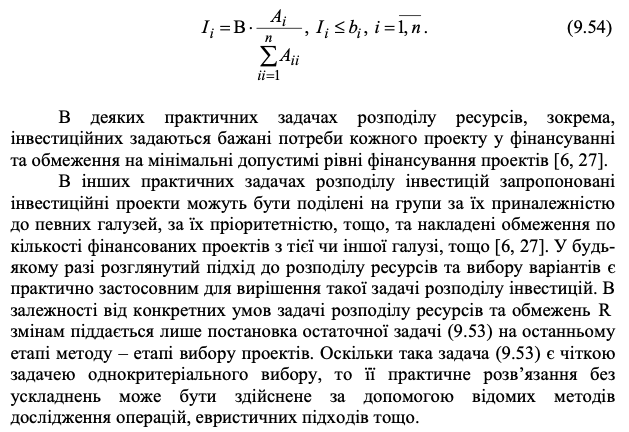 I_i = B · A_i / ∑_{ii=1}^{n} A_{ii}, I_i ≤ b_i, i = \overline{1, n}. (9.54)
В деяких практичних задачах розподілу ресурсів, зокрема,
інвестиційних задаються бажані потреби кожного проекту у фінансуванні
та обмеження на мінімальні допустимі рівні фінансування проектів [6, 27].
В інших практичних задачах розподілу інвестицій запропоновані
інвестиційні проекти можуть бути поділені на групи за їх приналежністю
до певних галузей, за їх пріоритетністю, тощо, та накладені обмеження по
кількості фінансованих проектів з тієї чи іншої галузі, тощо [6, 27]. У будь-
якому разі розглянутий підхід до розподілу ресурсів та вибору варіантів є
практично застосовним для вирішення такої задачі розподілу інвестицій. В
залежності від конкретних умов задачі розподілу ресурсів та обмежень R
змінам піддається лише постановка остаточної задачі (9.53) на останньому
етапі методу – етапі вибору проектів. Оскільки така задача (9.53) є чіткою
задачею однокритеріального вибору, то її практичне розв’язання без
ускладнень може бути здійснене за допомогою відомих методів
дослідження операцій, евристичних підходів тощо.